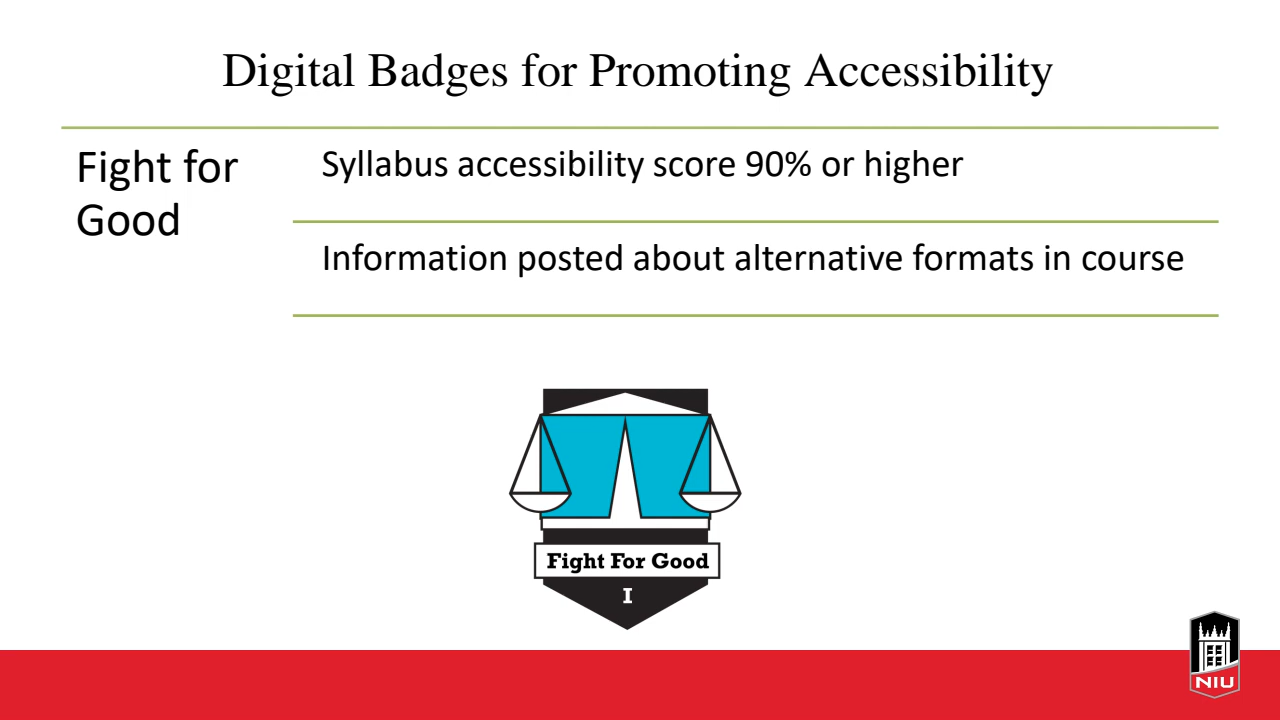 Digital Badges for Promoting Accessibility
Fight for
Good
Syllabus accessibility score 90% or higher
Information posted about alternative formats in course
Fight For Good
I
NIU